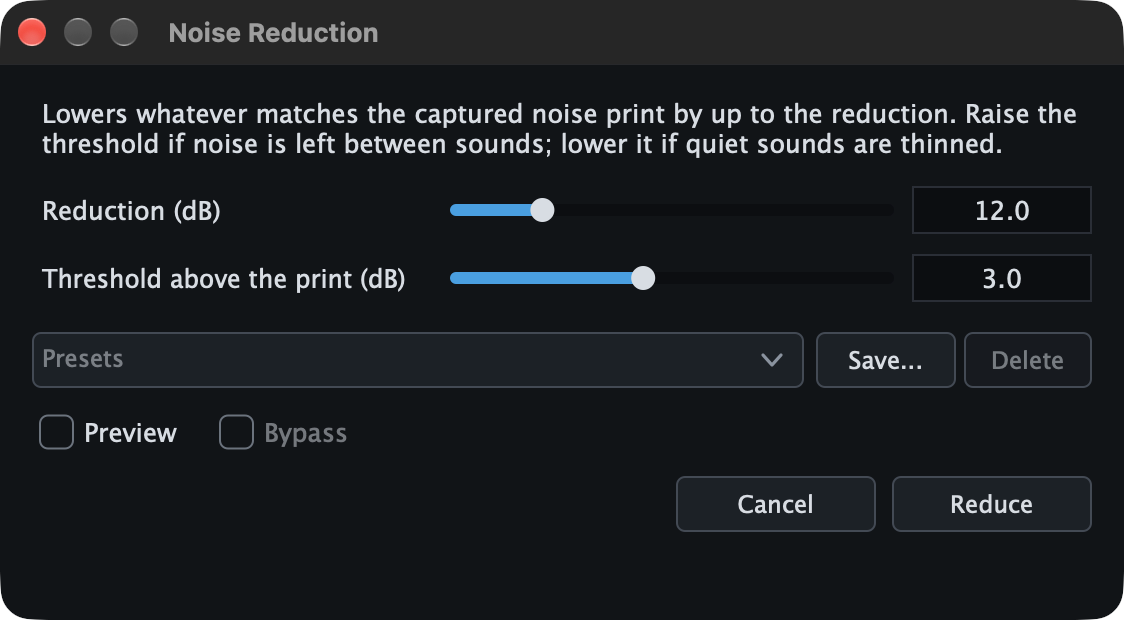 Noise Reduction
Lowers whatever matches the captured noise print by up to the reduction. Raise the
threshold if noise is left between sounds; lower it if quiet sounds are thinned.
Reduction (dB) 12.0
Threshold above the print (dB) 3.0
Presets Save... Delete
Preview Bypass
Cancel Reduce